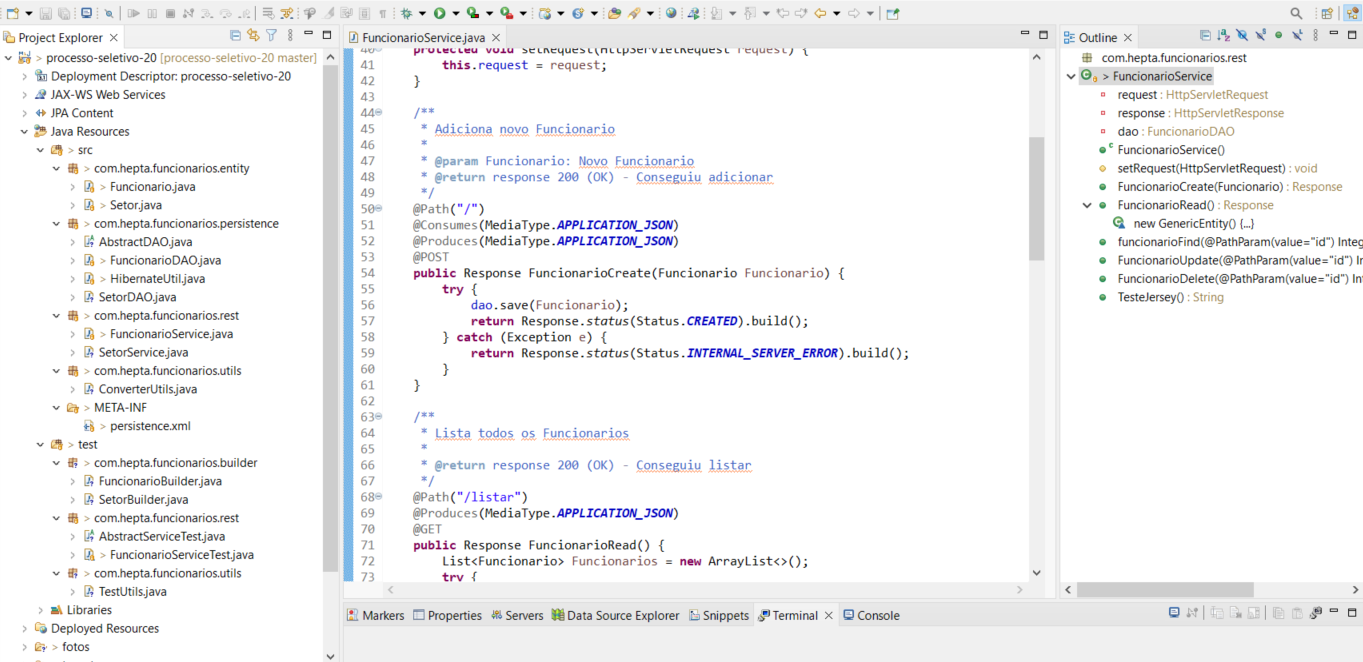 Project Explorer
> processo-seletivo-20 [processo-seletivo-20 master]
> Deployment Descriptor: processo-seletivo-20
> JAX-WS Web Services
> JPA Content
Java Resources
> src
> com.hepta.funcionarios.entity
> Funcionario.java
> Setor.java
> com.hepta.funcionarios.persistence
AbstractDAO.java
> FuncionarioDAO.java
> HibernateUtil.java
SetorDAO.java
> com.hepta.funcionarios.rest
> FuncionarioService.java
SetorService.java
> com.hepta.funcionarios.utils
ConverterUtils.java
> META-INF
> persistence.xml
> test
> com.hepta.funcionarios.builder
FuncionarioBuilder.java
SetorBuilder.java
> com.hepta.funcionarios.rest
AbstractServiceTest.java
> FuncionarioServiceTest.java
> com.hepta.funcionarios.utils
TestUtils.java
Libraries
Deployed Resources
> fotos
FuncionarioService.java
40 protected void setRequest(HttpServletRequest request) {
41 this.request = request;
42 }
43
44 /**
45 * Adiciona novo Funcionario
46 *
47 * @param Funcionario: Novo Funcionario
48 * @return response 200 (OK) - Conseguiu adicionar
49 */
50 @Path("/")
51 @Consumes(MediaType.APPLICATION_JSON)
52 @Produces(MediaType.APPLICATION_JSON)
53 @POST
54 public Response FuncionarioCreate(Funcionario Funcionario) {
55 try {
56 dao.save(Funcionario);
57 return Response.status(Status.CREATED).build();
58 } catch (Exception e) {
59 return Response.status(Status.INTERNAL_SERVER_ERROR).build();
60 }
61 }
62
63 /**
64 * Lista todos os Funcionarios
65 *
66 * @return response 200 (OK) - Conseguiu listar
67 */
68 @Path("/listar")
69 @Produces(MediaType.APPLICATION_JSON)
70 @GET
71 public Response FuncionarioRead() {
72 List<Funcionario> Funcionarios = new ArrayList<>();
73 try {
Markers Properties Servers Data Source Explorer Snippets Terminal Console
Outline
com.hepta.funcionarios.rest
> FuncionarioService
request : HttpServletRequest
response : HttpServletResponse
dao : FuncionarioDAO
FuncionarioService()
setRequest(HttpServletRequest) : void
FuncionarioCreate(Funcionario) : Response
FuncionarioRead() : Response
new GenericEntity() {...}
funcionarioFind(@PathParam(value="id") Integ
FuncionarioUpdate(@PathParam(value="id") I
FuncionarioDelete(@PathParam(value="id") Int
TesteJersey() : String